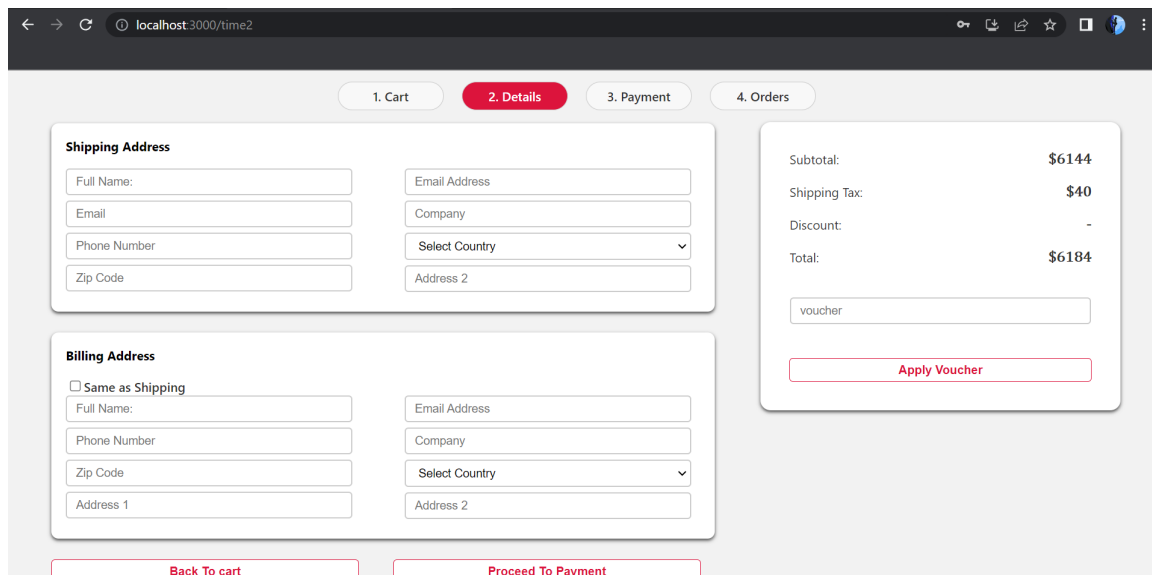 localhost:3000/time2
1. Cart
2. Details
3. Payment
4. Orders
Shipping Address
Full Name:
Email Address
Email
Company
Phone Number
Select Country
Zip Code
Address 2
Billing Address
Same as Shipping
Full Name:
Email Address
Phone Number
Company
Zip Code
Select Country
Address 1
Address 2
Back To cart
Proceed To Payment
Subtotal: $6144
Shipping Tax: $40
Discount: -
Total: $6184
voucher
Apply Voucher